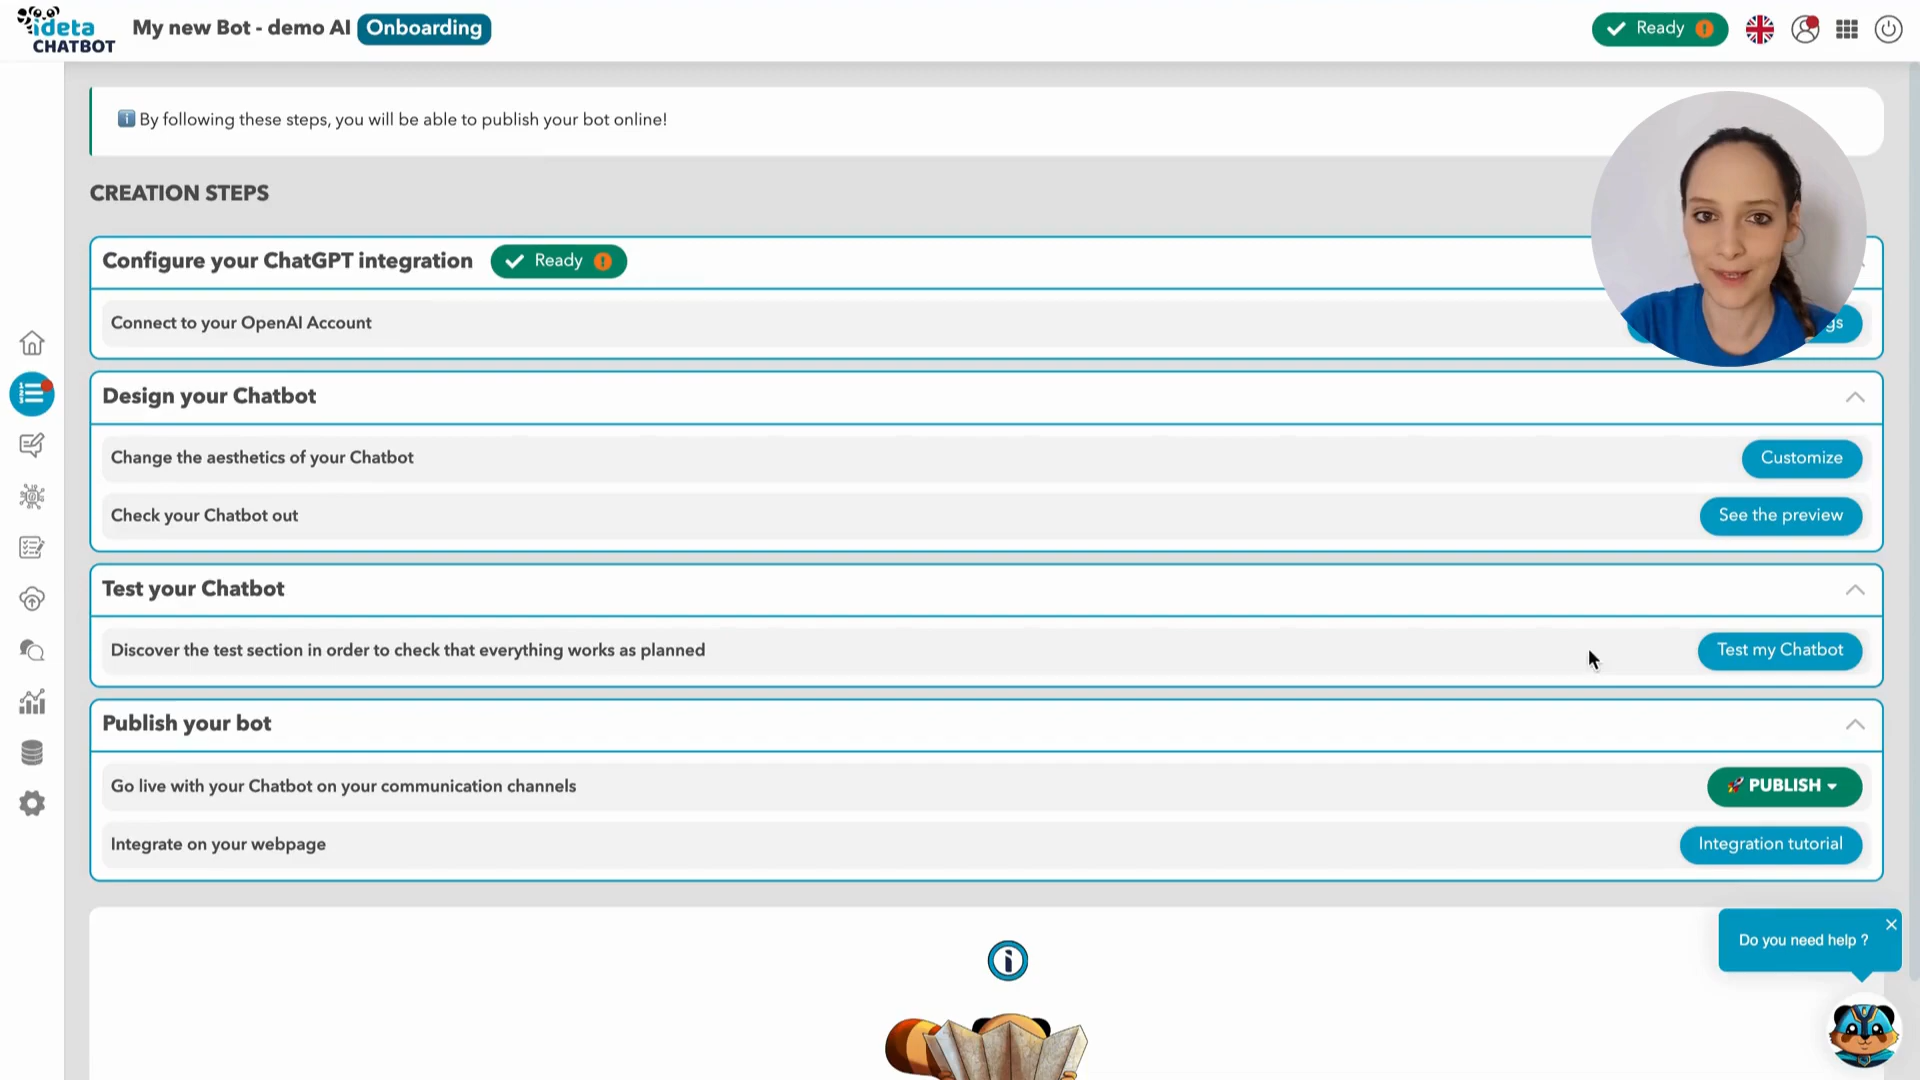 ideta
CHATBOT
My new Bot - demo AI
Onboarding
Ready
By following these steps, you will be able to publish your bot online!
CREATION STEPS
Configure your ChatGPT integration
Ready
Connect to your OpenAI Account
gs
Design your Chatbot
Change the aesthetics of your Chatbot
Customize
Check your Chatbot out
See the preview
Test your Chatbot
Discover the test section in order to check that everything works as planned
Test my Chatbot
Publish your bot
Go live with your Chatbot on your communication channels
🚀 PUBLISH
Integrate on your webpage
Integration tutorial
Do you need help ?